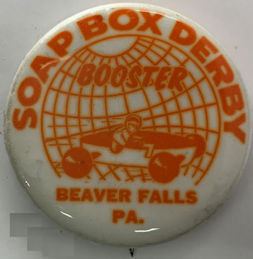 SOAP BOX DERBY
BOOSTER
BEAVER FALLS
PA.